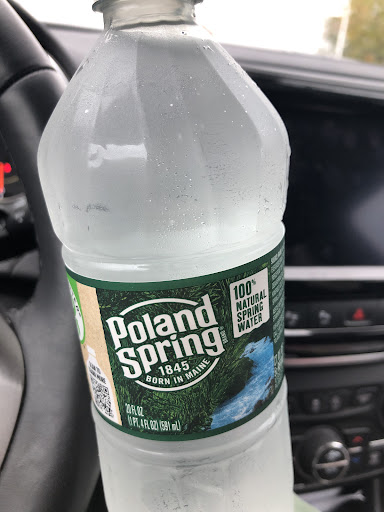 Poland
Spring
1845
BORN IN MAINE
100%
NATURAL
SPRING
WATER
20 FL OZ
(1 PT, 4 FL OZ) (591 mL)